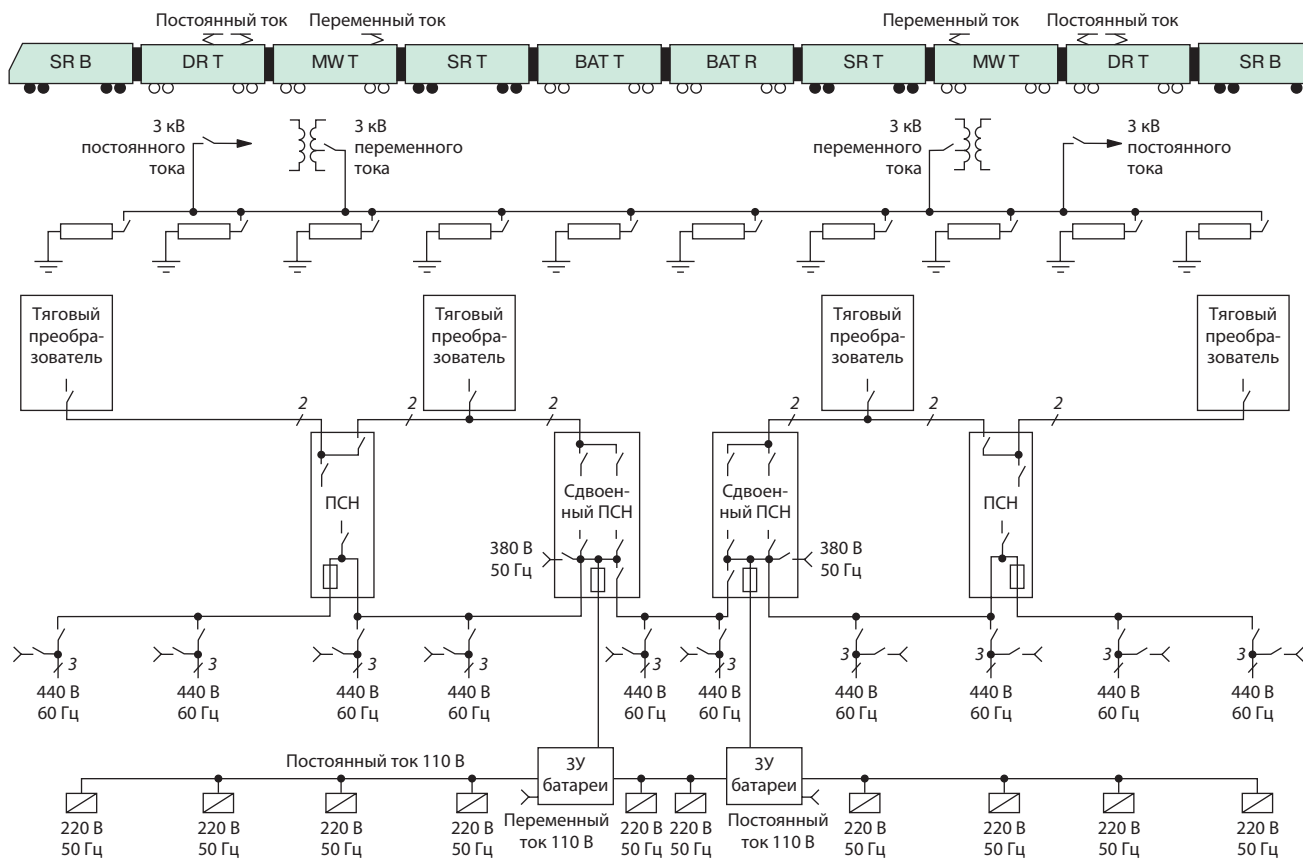 Постоянный ток Переменный ток Переменный ток Постоянный ток
SR B DR T MW T SR T BAT T BAT R SR T MW T DR T SR B
3 кВ
постоянного
тока
3 кВ
переменного
тока
3 кВ
переменного
тока
3 кВ
постоянного
тока
Тяговый
преобра-
зователь
Тяговый
преобра-
зователь
Тяговый
преобра-
зователь
Тяговый
преобра-
зователь
2 2 2 2 2 2
ПСН
Сдвоен-
ный ПСН
Сдвоен-
ный ПСН
ПСН
380 В
50 Гц
380 В
50 Гц
3 3 3 3 3 3 3 3 3 3
440 В 440 В 440 В 440 В 440 В 440 В 440 В 440 В 440 В 440 В
60 Гц 60 Гц 60 Гц 60 Гц 60 Гц 60 Гц 60 Гц 60 Гц 60 Гц 60 Гц
Постоянный ток 110 В
ЗУ
батареи
ЗУ
батареи
220 В 220 В 220 В 220 В
50 Гц 50 Гц 50 Гц 50 Гц
Переменный
ток 110 В
220 В 220 В
50 Гц 50 Гц
Постоянный
ток 110 В
220 В 220 В 220 В 220 В
50 Гц 50 Гц 50 Гц 50 Гц